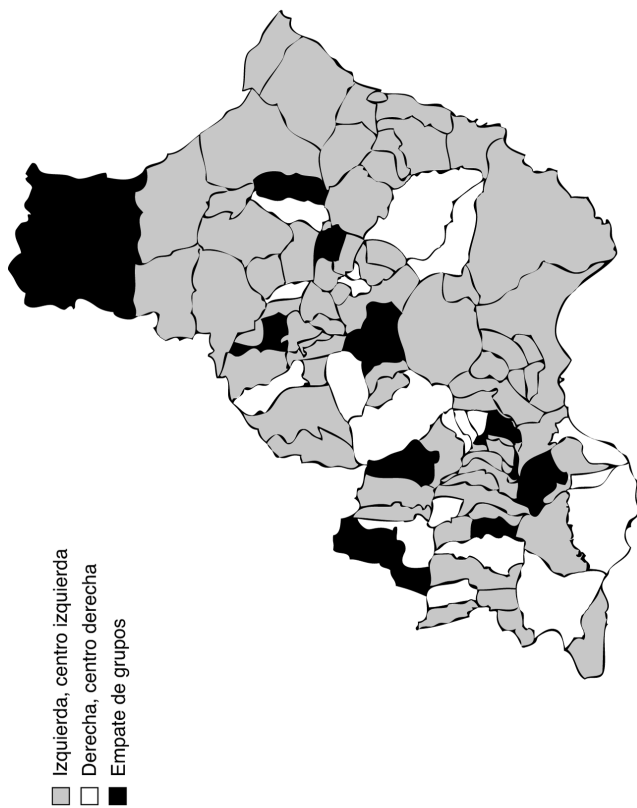 Izquierda, centro izquierda
Derecha, centro derecha
Empate de grupos